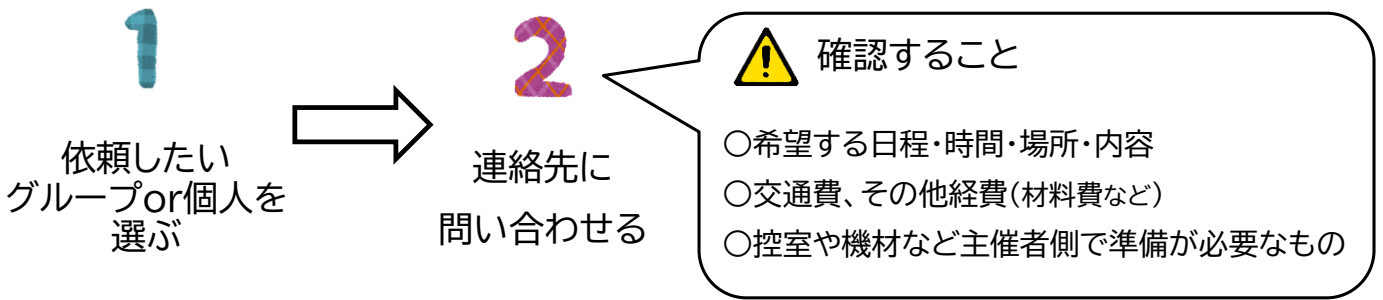 1
依頼したい
グループor個人を
選ぶ
2
連絡先に
問い合わせる
確認すること
○希望する日程・時間・場所・内容
○交通費、その他経費(材料費など)
○控室や機材など主催者側で準備が必要なもの